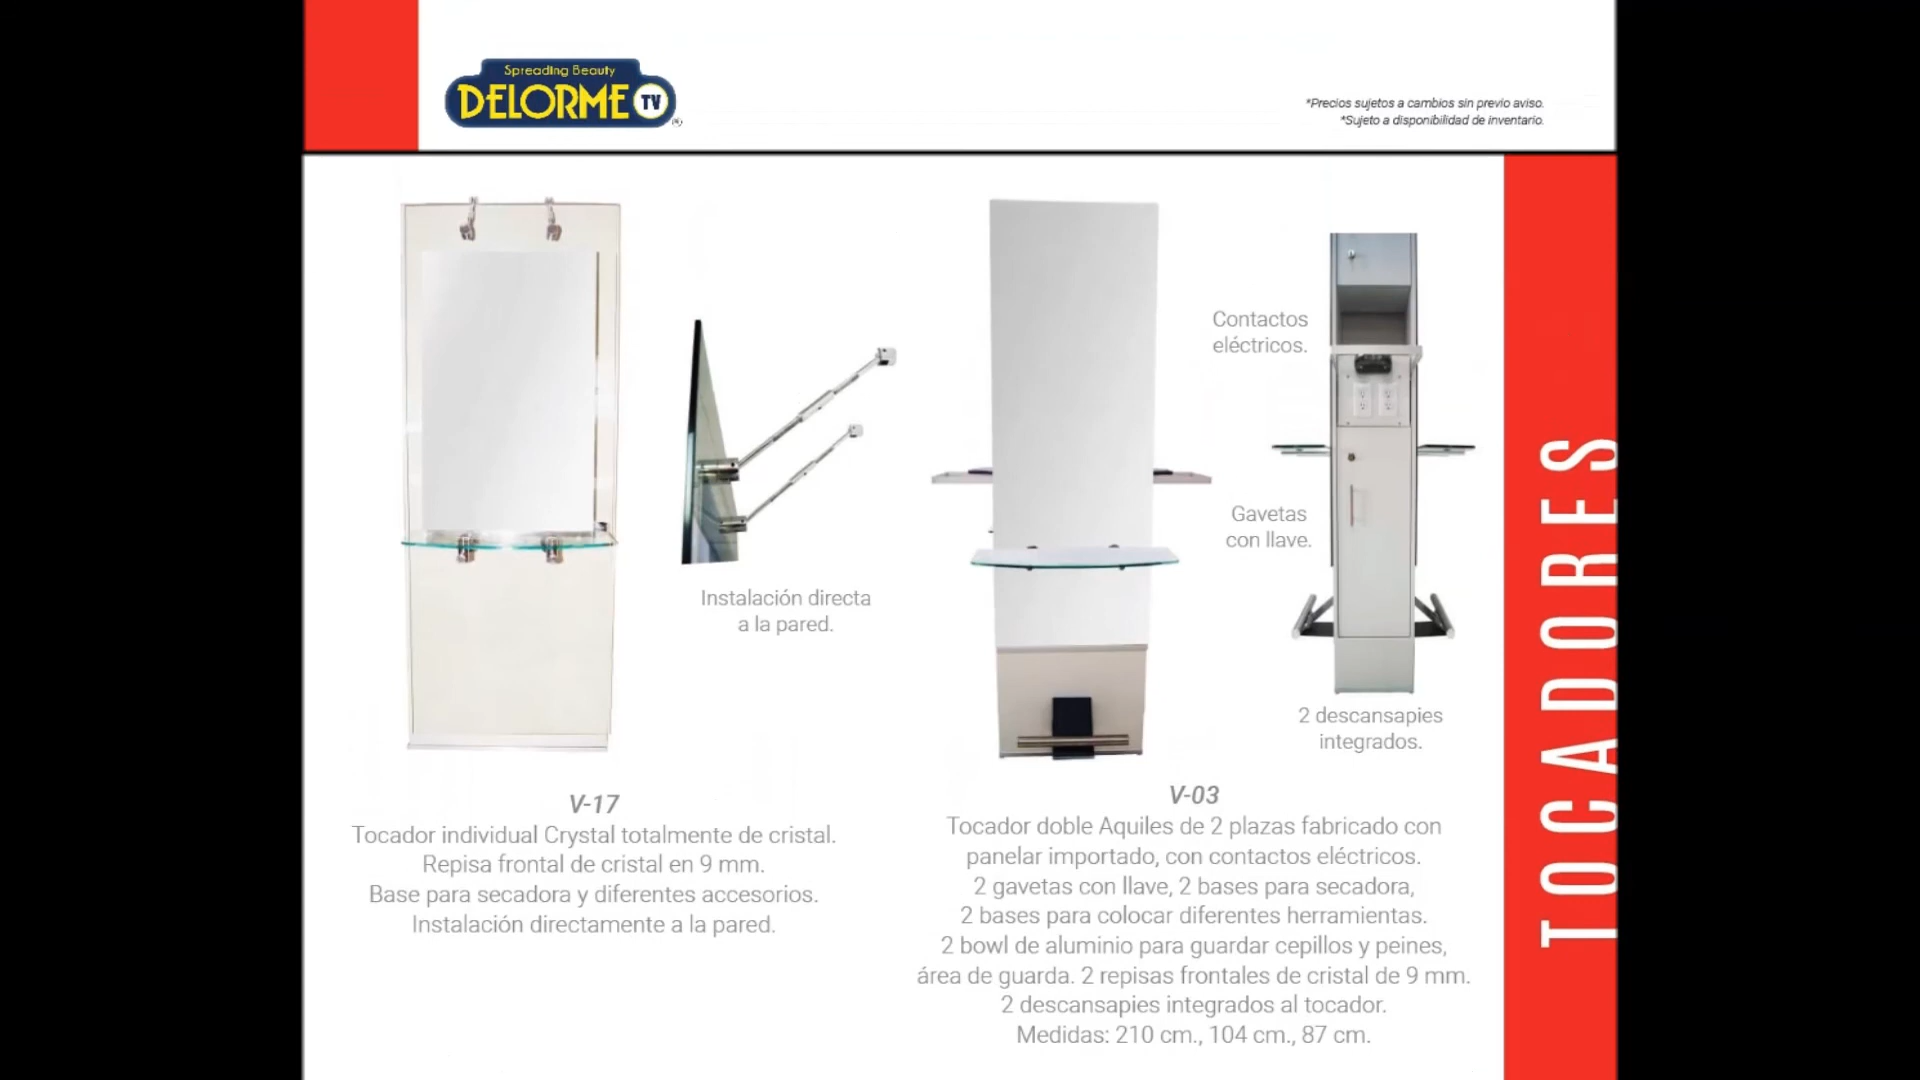 Spreading Beauty
DELORME TV
*Precios sujetos a cambios sin previo aviso.
*Sujeto a disponibilidad de inventario.
Contactos
eléctricos.
Gavetas
con llave.
Instalación directa
a la pared.
2 descansapies
integrados.
V-17
Tocador individual Crystal totalmente de cristal.
Repisa frontal de cristal en 9 mm.
Base para secadora y diferentes accesorios.
Instalación directamente a la pared.
V-03
Tocador doble Aquiles de 2 plazas fabricado con
panelar importado, con contactos eléctricos.
2 gavetas con llave, 2 bases para secadora,
2 bases para colocar diferentes herramientas.
2 bowl de aluminio para guardar cepillos y peines,
área de guarda. 2 repisas frontales de cristal de 9 mm.
2 descansapies integrados al tocador.
Medidas: 210 cm., 104 cm., 87 cm.
TOCADORES